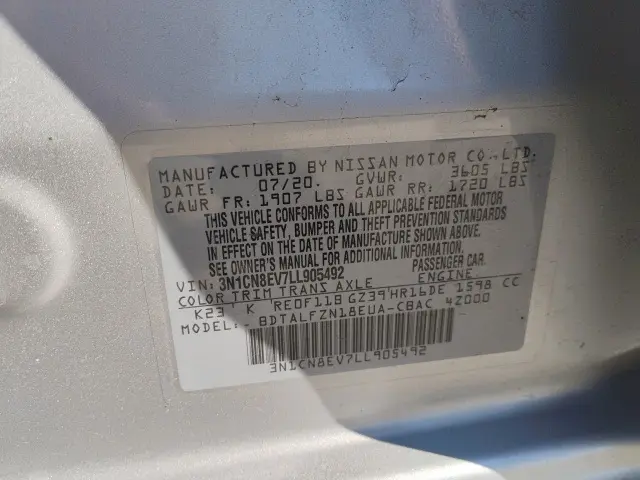 MANUFACTURED BY NISSAN MOTOR CO.,LTD.
DATE: 07/20. GVWR: 3605 LBS
GAWR FR: 1907 LBS GAWR RR: 1720 LBS
THIS VEHICLE CONFORMS TO ALL APPLICABLE FEDERAL MOTOR
VEHICLE SAFETY, BUMPER AND THEFT PREVENTION STANDARDS
IN EFFECT ON THE DATE OF MANUFACTURE SHOWN ABOVE.
SEE OWNER'S MANUAL FOR ADDITIONAL INFORMATION.
VIN: 3N1CN8EV7LL905492 PASSENGER CAR.
COLOR TRIM TRANS AXLE ENGINE
K23 K RE0F11B GZ39 HR16DE 1598 CC
MODEL: BDTALFZN18EUA-CBAC 4Z000
3N1CN8EV7LL905492